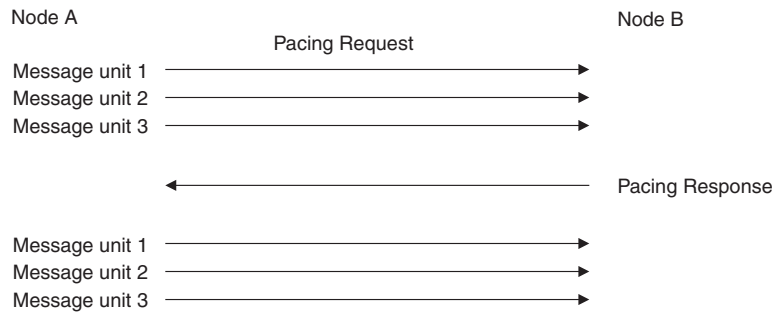 Node A
Node B
Pacing Request
Message unit 1
Message unit 2
Message unit 3
Pacing Response
Message unit 1
Message unit 2
Message unit 3